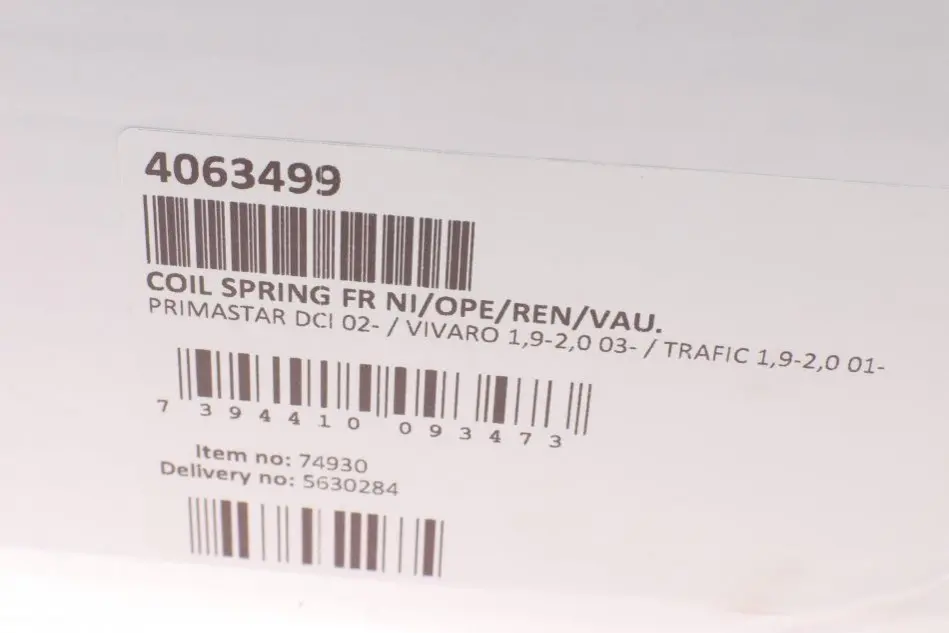 4063499
COIL SPRING FR NI/OPE/REN/VAU.
PRIMASTAR DCI 02- / VIVARO 1,9-2,0 03- / TRAFIC 1,9-2,0 01-
7 394410 093473
Item no: 74930
Delivery no: 5630284